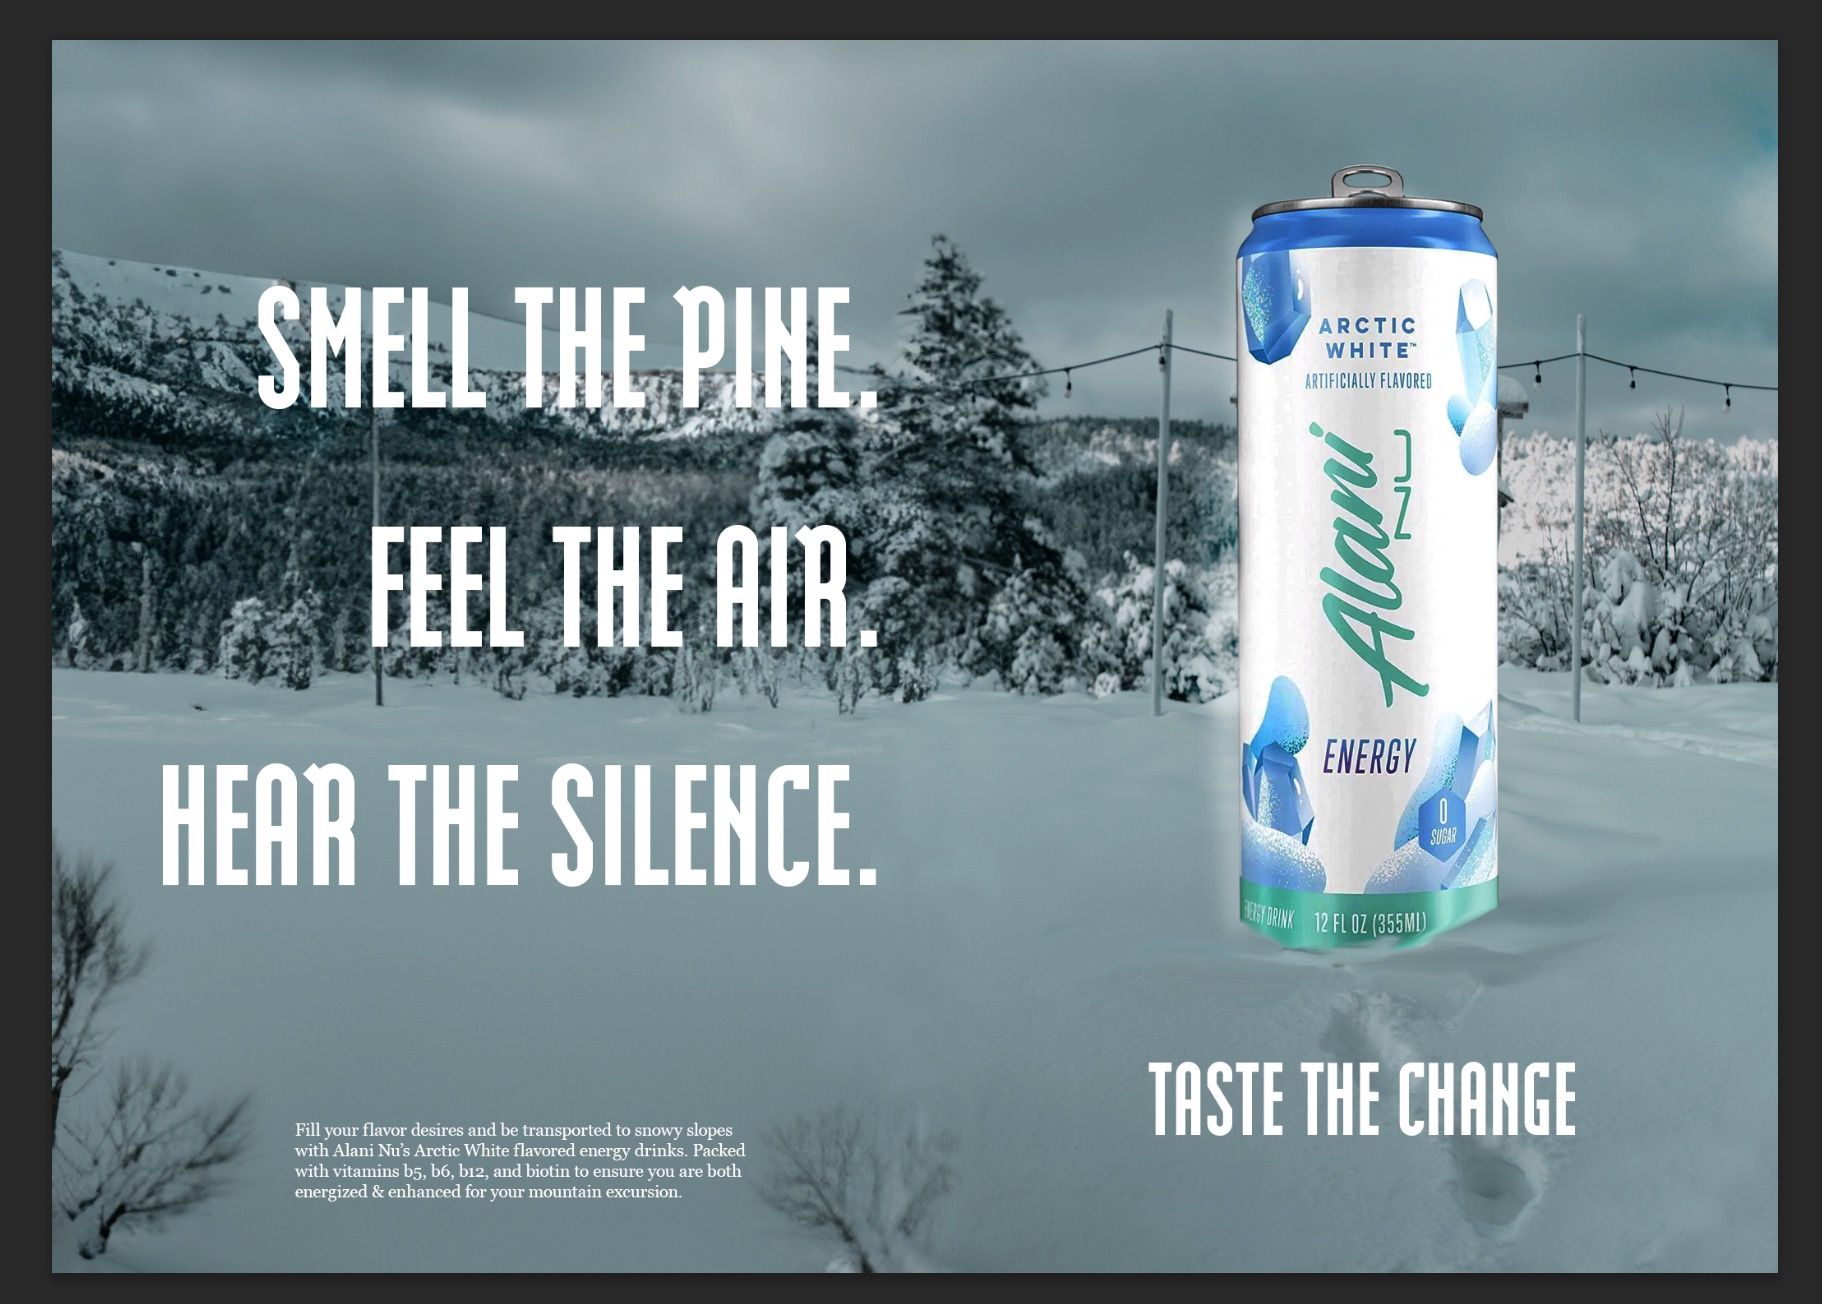 SMELL THE PINE.
FEEL THE AIR.
HEAR THE SILENCE.
Fill your flavor desires and be transported to snowy slopes
with Alani Nu's Arctic White flavored energy drinks. Packed
with vitamins b5, b6, b12, and biotin to ensure you are both
energized & enhanced for your mountain excursion.
ARCTIC
WHITE™
ARTIFICIALLY FLAVORED
Alani
NU
ENERGY
0
SUGAR
ENERGY DRINK 12 FL OZ (355ML)
TASTE THE CHANGE